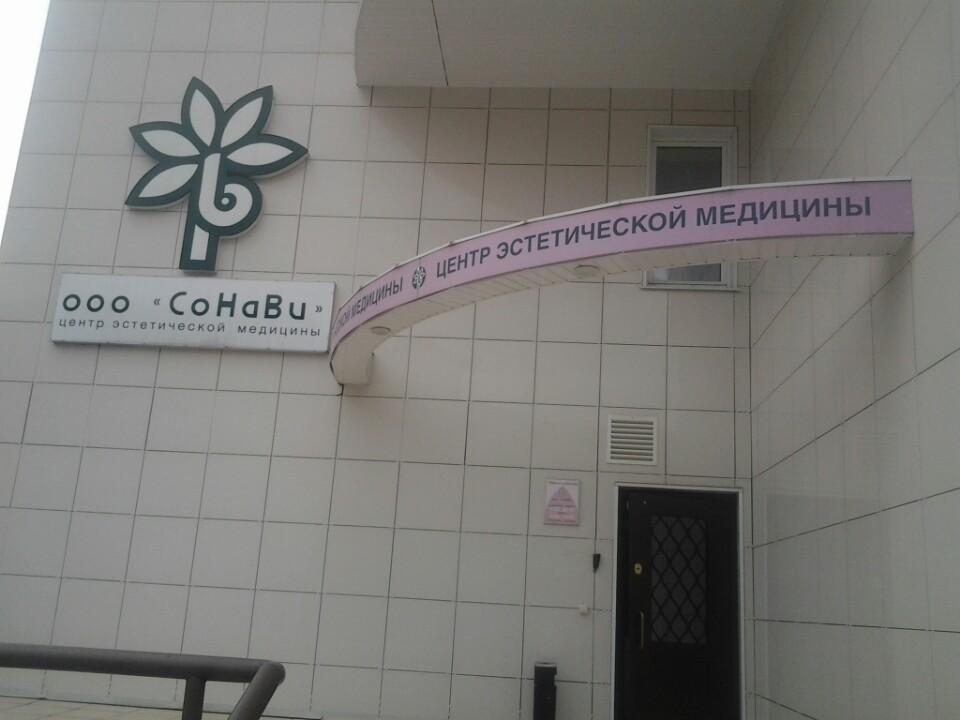 ооо «СоНаВи»
центр эстетической медицины
МЕДИЦИНЫ
ЦЕНТР ЭСТЕТИЧЕСКОЙ МЕДИЦИНЫ